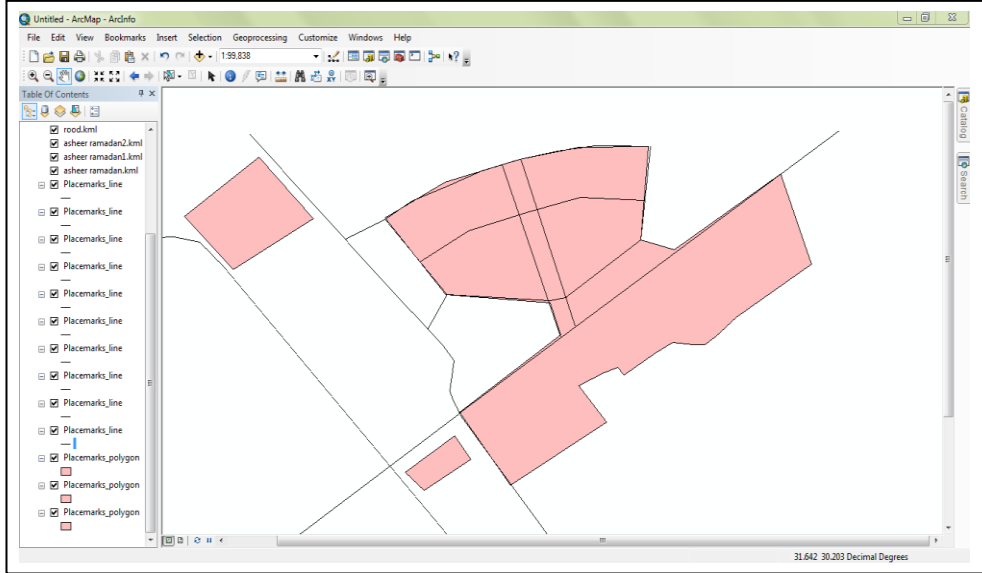 Untitled - ArcMap - ArcInfo
File Edit View Bookmarks Insert Selection Geoprocessing Customize Windows Help
1:99,838
Table Of Contents
rood.kml
asheer ramadan2.kml
asheer ramadan1.kml
asheer ramadan.kml
Placemarks_line
Placemarks_line
Placemarks_line
Placemarks_line
Placemarks_line
Placemarks_line
Placemarks_line
Placemarks_line
Placemarks_line
Placemarks_line
Placemarks_polygon
Placemarks_polygon
Placemarks_polygon
Catalog
Search
31.642 30.203 Decimal Degrees